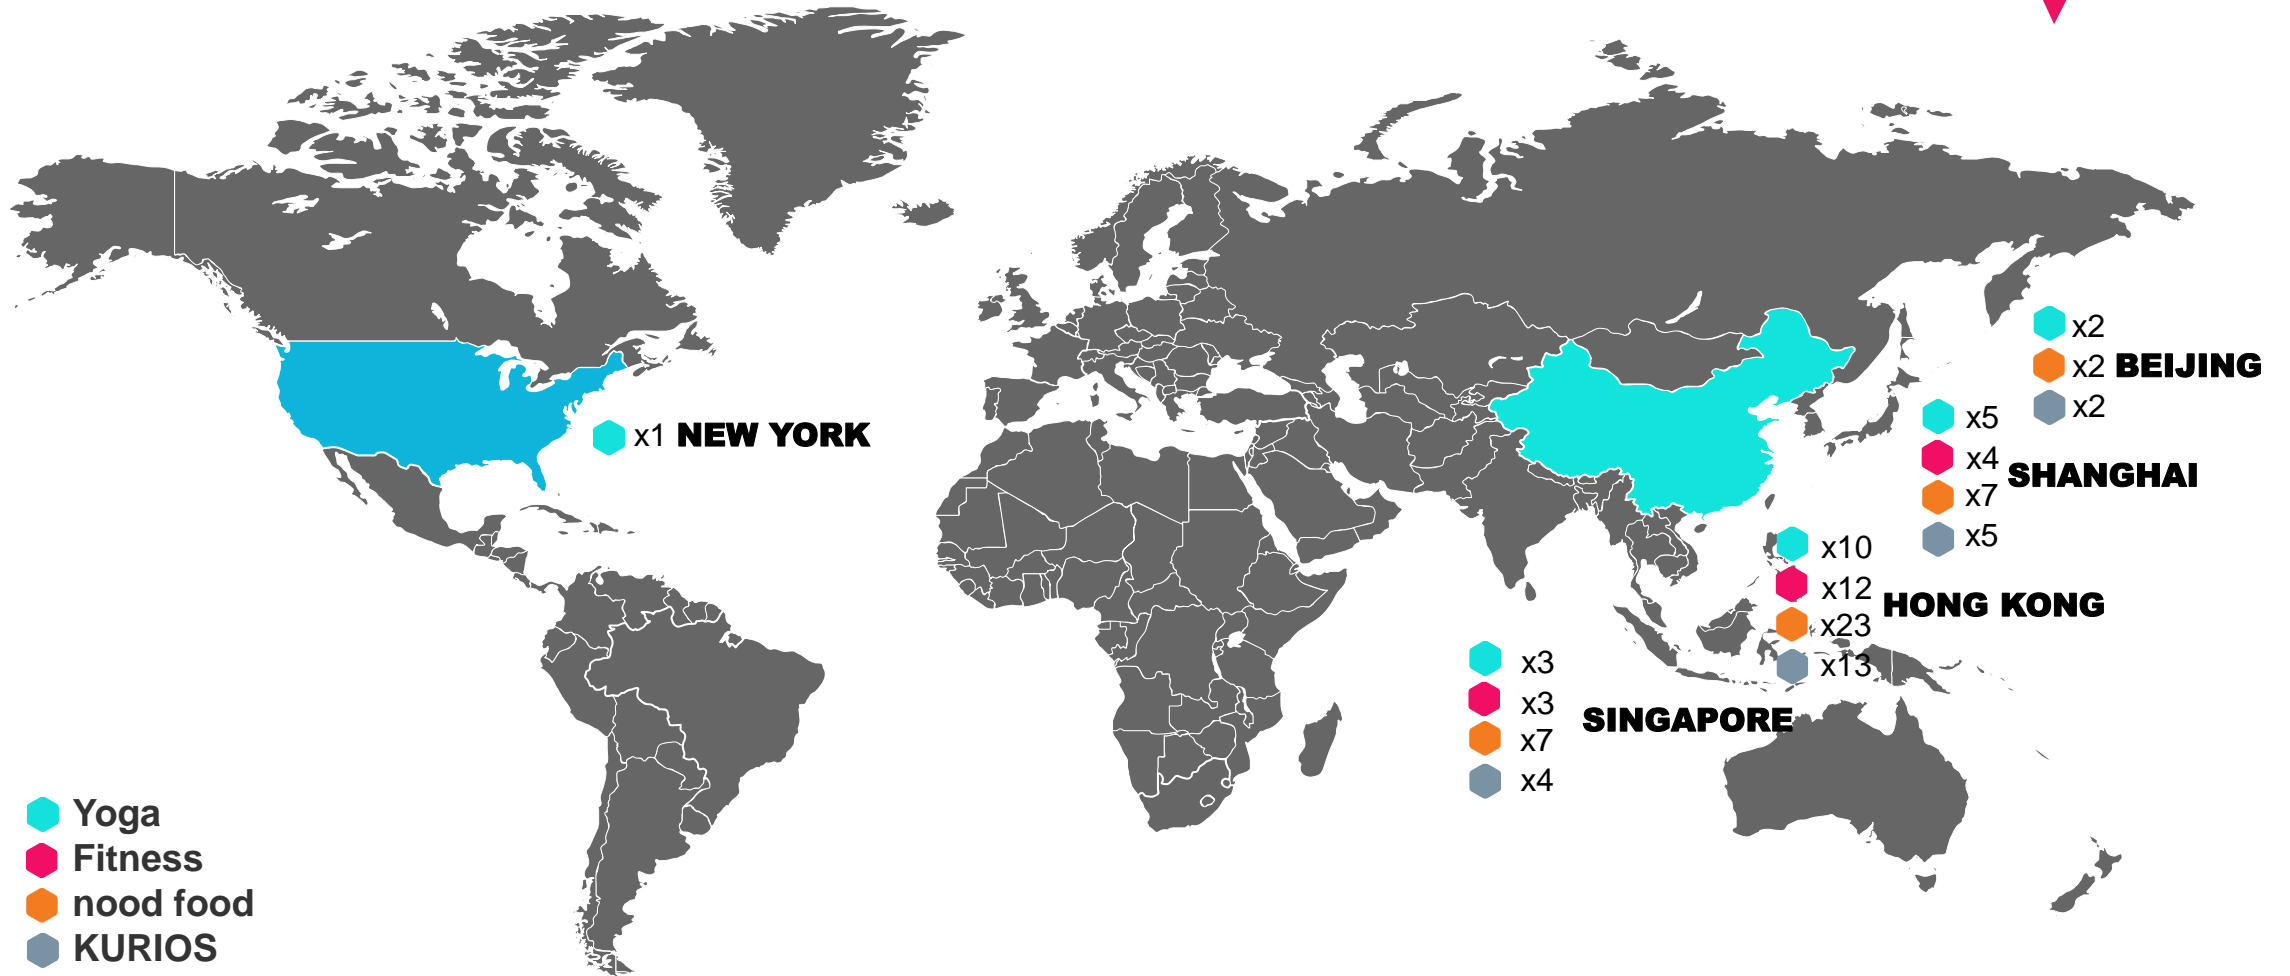 x2
x2 BEIJING
x2
x5
x4
SHANGHAI
x7
x5
x1 NEW YORK
x10
x12
HONG KONG
x23
x13
x3
x3
SINGAPORE
x7
x4
Yoga
Fitness
nood food
KURIOS